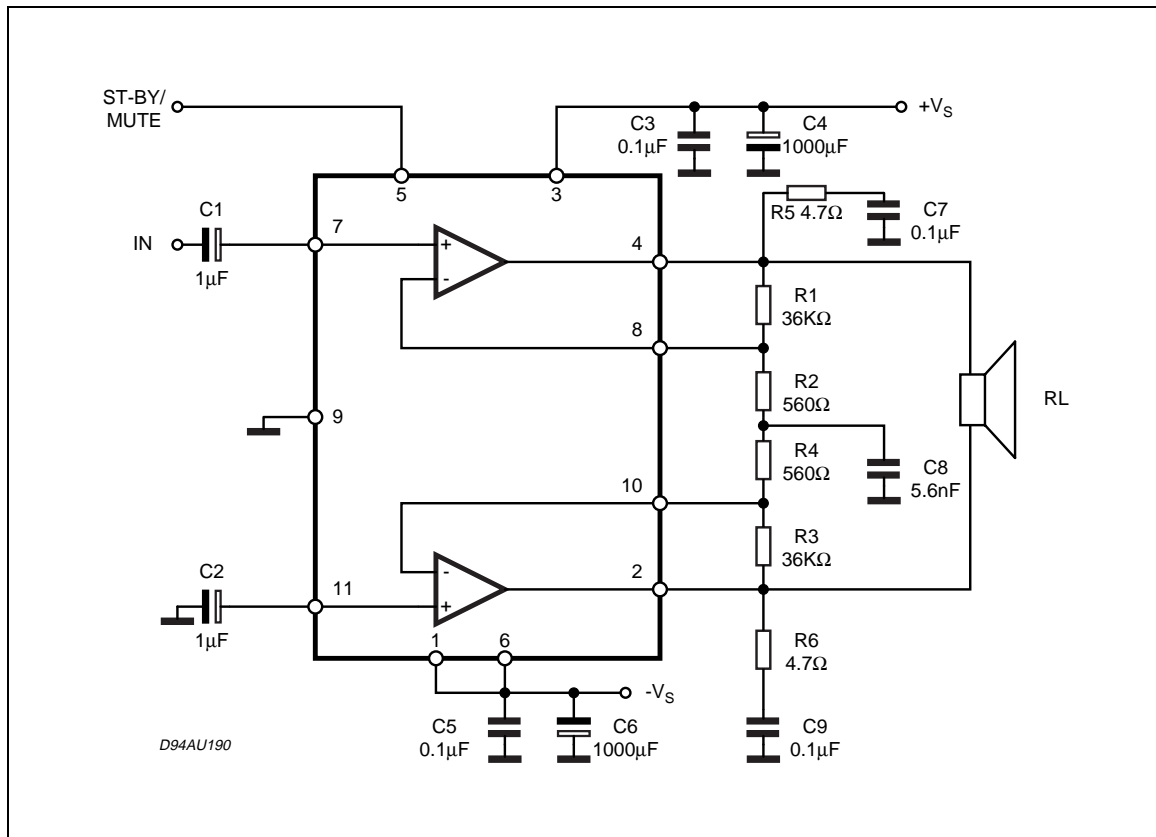 ST-BY/
MUTE
+VS
C3
0.1µF
C4
1000µF
5
3
R5 4.7Ω
C7
0.1µF
C1
IN
1µF
7
+
-
4
R1
36KΩ
8
R2
560Ω
RL
9
R4
560Ω
C8
5.6nF
10
R3
36KΩ
C2
1µF
11
-
+
2
1
6
R6
4.7Ω
-VS
C5
0.1µF
C6
1000µF
C9
0.1µF
D94AU190